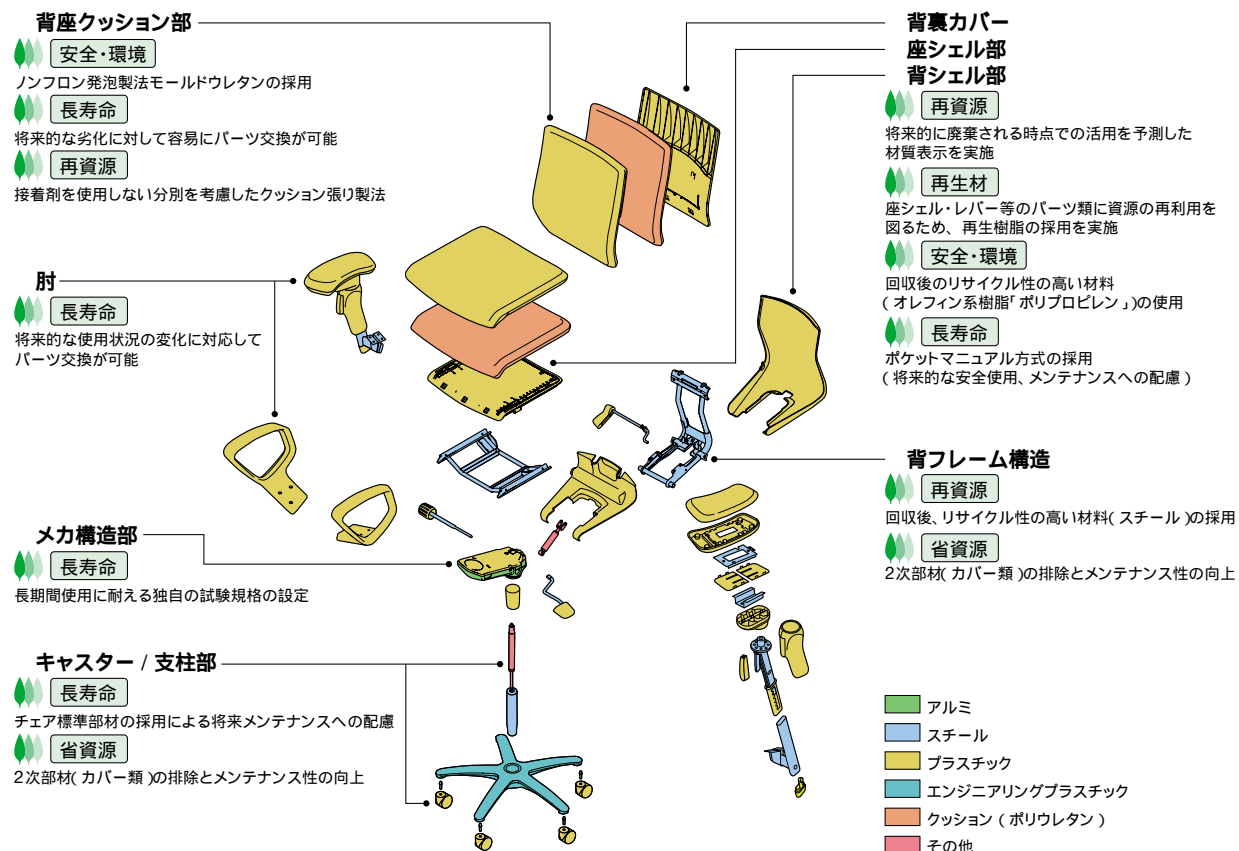 背座クッション部
安全・環境
ノンフロン発泡製法モールドウレタンの採用
長寿命
将来的な劣化に対して容易にパーツ交換が可能
再資源
接着剤を使用しない分別を考慮したクッション張り製法
肘
長寿命
将来的な使用状況の変化に対応して
パーツ交換が可能
メカ構造部
長寿命
長期間使用に耐える独自の試験規格の設定
キャスター / 支柱部
長寿命
チェア標準部材の採用による将来メンテナンスへの配慮
省資源
2次部材(カバー類)の排除とメンテナンス性の向上
背裏カバー
座シェル部
背シェル部
再資源
将来的に廃棄される時点での活用を予測した
材質表示を実施
再生材
座シェル・レバー等のパーツ類に資源の再利用を
図るため、再生樹脂の採用を実施
安全・環境
回収後のリサイクル性の高い材料
(オレフィン系樹脂「ポリプロピレン」)の使用
長寿命
ポケットマニュアル方式の採用
(将来的な安全使用、メンテナンスへの配慮)
背フレーム構造
再資源
回収後、リサイクル性の高い材料(スチール)の採用
省資源
2次部材(カバー類)の排除とメンテナンス性の向上
アルミ
スチール
プラスチック
エンジニアリングプラスチック
クッション(ポリウレタン)
その他